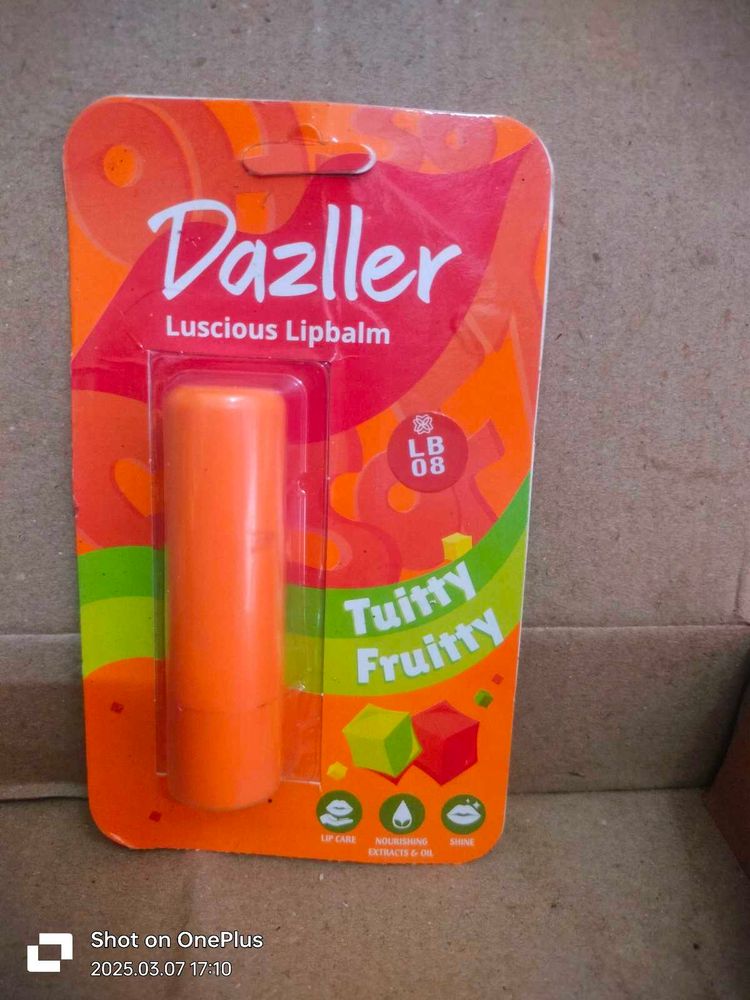 Dazller
Luscious Lipbalm
LB
08
Tuitty
Fruitty
LIP CARE
NOURISHING
EXTRACTS & OIL
SHINE
Shot on OnePlus
2025.03.07 17:10